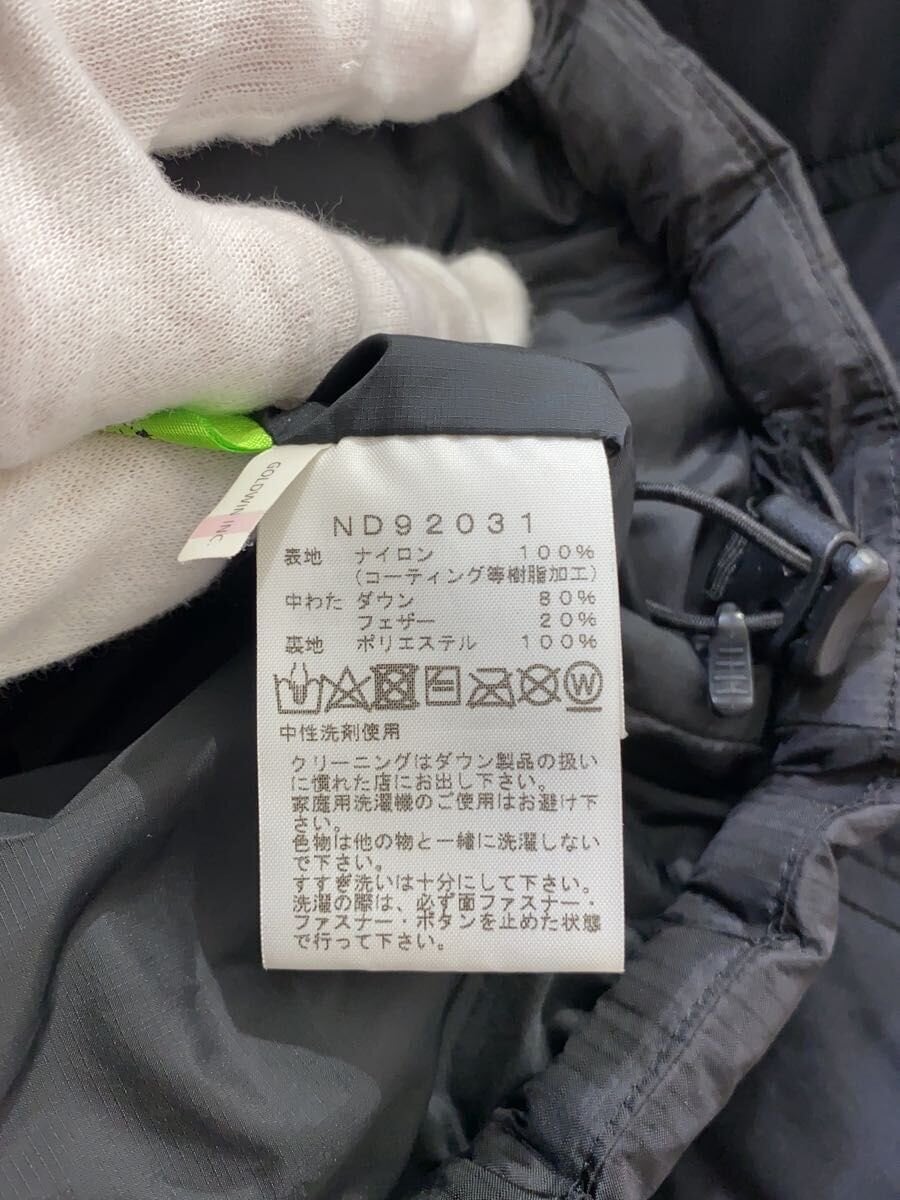 GOLDWIN INC.
ND92031
表地 ナイロン 100%
(コーティング等樹脂加工)
中わた ダウン 80%
フェザー 20%
裏地 ポリエステル 100%
W
中性洗剤使用
クリーニングはダウン製品の扱い
に慣れた店にお出し下さい。
家庭用洗濯機のご使用はお避け下
さい。
色物は他の物と一緒に洗濯しない
で下さい。
すすぎ洗いは十分にして下さい。
洗濯の際は、必ず面ファスナー・
ファスナー・ボタンを止めた状態
で行って下さい。